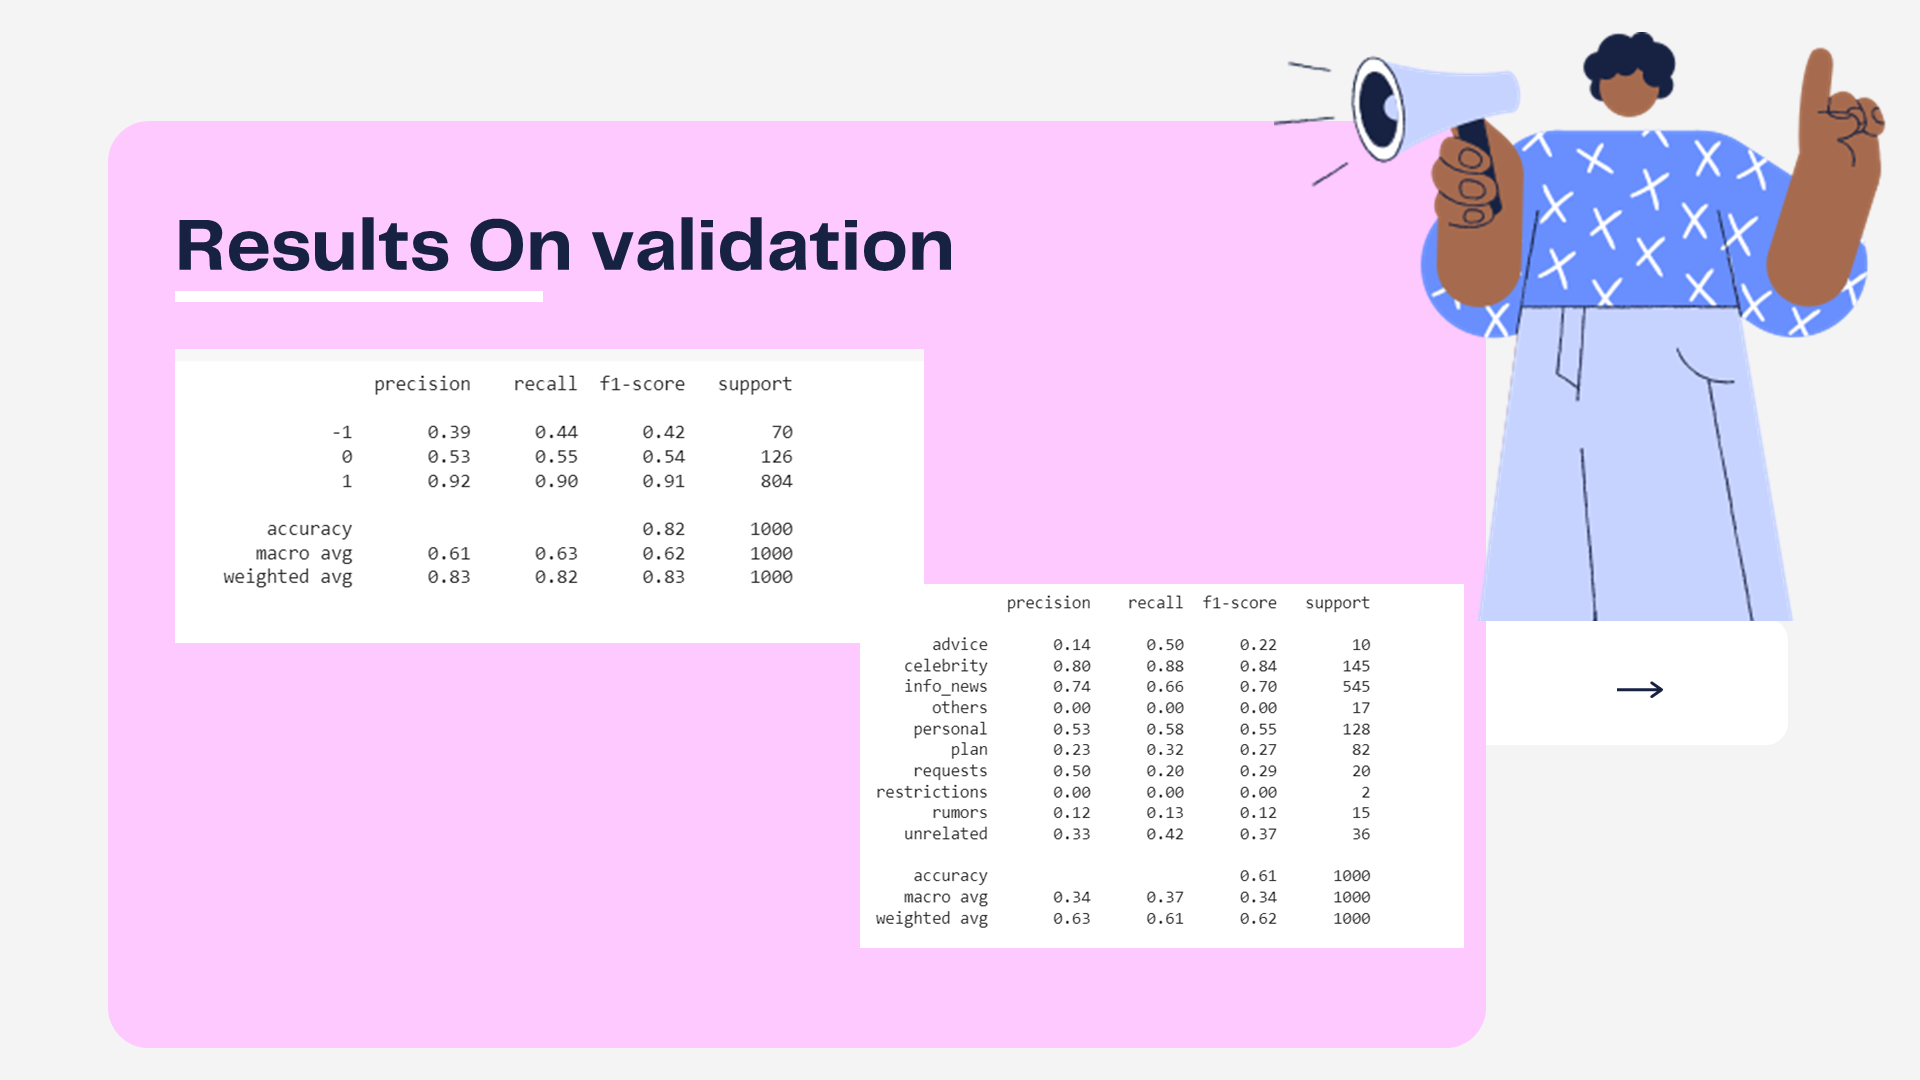 Results On validation
precision recall f1-score support
-1 0.39 0.44 0.42 70
0 0.53 0.55 0.54 126
1 0.92 0.90 0.91 804
accuracy 0.82 1000
macro avg 0.61 0.63 0.62 1000
weighted avg 0.83 0.82 0.83 1000
precision recall f1-score support
advice 0.14 0.50 0.22 10
celebrity 0.80 0.88 0.84 145
info_news 0.74 0.66 0.70 545
others 0.00 0.00 0.00 17
personal 0.53 0.58 0.55 128
plan 0.23 0.32 0.27 82
requests 0.50 0.20 0.29 20
restrictions 0.00 0.00 0.00 2
rumors 0.12 0.13 0.12 15
unrelated 0.33 0.42 0.37 36
accuracy 0.61 1000
macro avg 0.34 0.37 0.34 1000
weighted avg 0.63 0.61 0.62 1000